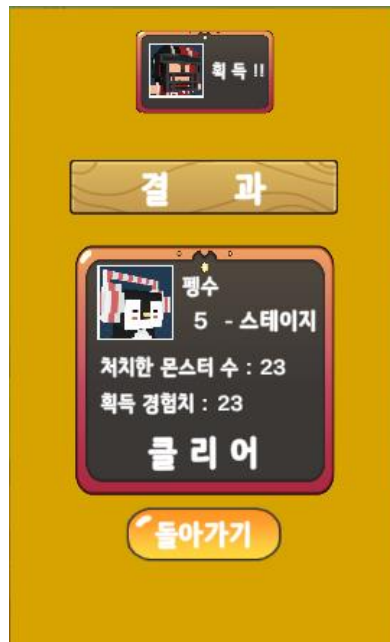 획득!!
결 과
펭수
5 - 스테이지
처치한 몬스터 수 : 23
획득 경험치 : 23
클리어
돌아가기